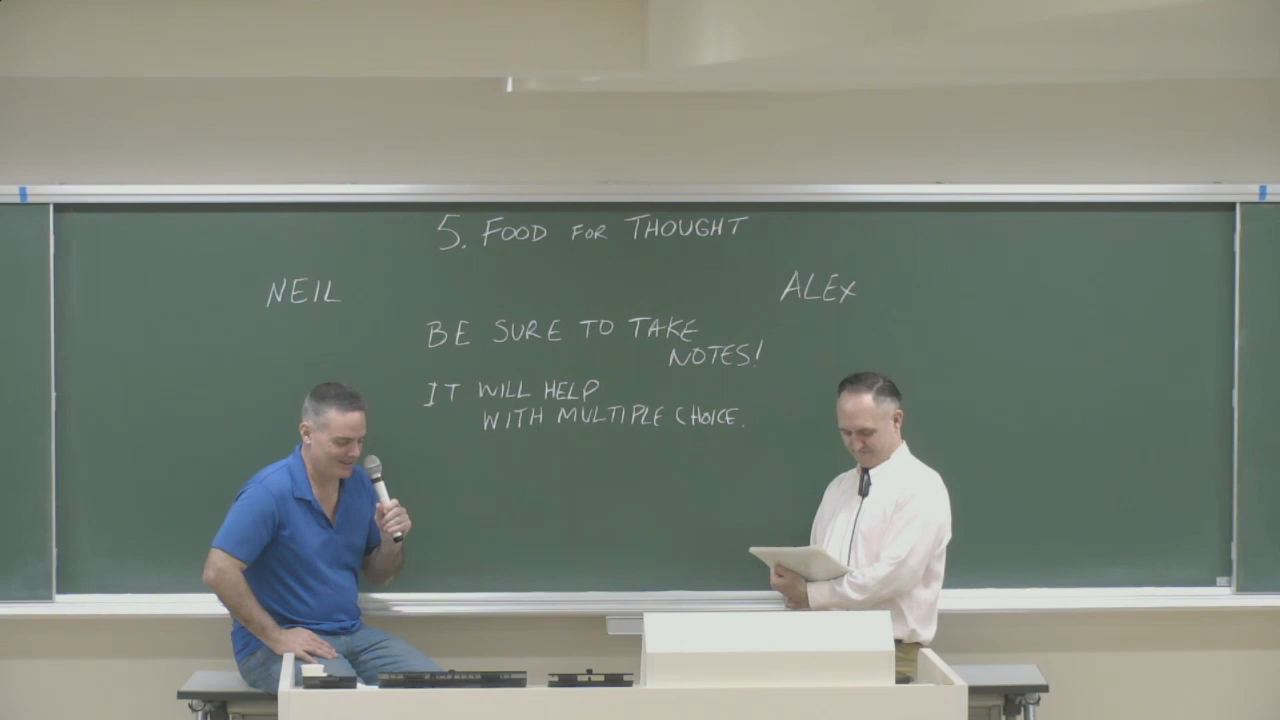 5. FOOD FOR THOUGHT
NEIL
ALEX
BE SURE TO TAKE
NOTES!
IT WILL HELP
WITH MULTIPLE CHOICE.